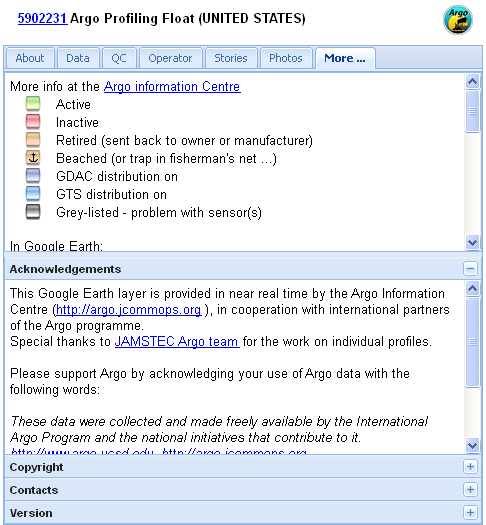 5902231 Argo Profiling Float (UNITED STATES)
Argo
About Data QC Operator Stories Photos More ...
More info at the Argo information Centre
Active
Inactive
Retired (sent back to owner or manufacturer)
Beached (or trap in fisherman's net ...)
GDAC distribution on
GTS distribution on
Grey-listed - problem with sensor(s)
In Google Earth:
Acknowledgements
This Google Earth layer is provided in near real time by the Argo Information
Centre (http://argo.jcommops.org ), in cooperation with international partners
of the Argo programme.
Special thanks to JAMSTEC Argo team for the work on individual profiles.
Please support Argo by acknowledging your use of Argo data with the
following words:
These data were collected and made freely available by the International
Argo Program and the national initiatives that contribute to it.
http://www.argo.ucsd.edu, http://argo.jcommops.org
Copyright
Contacts
Version